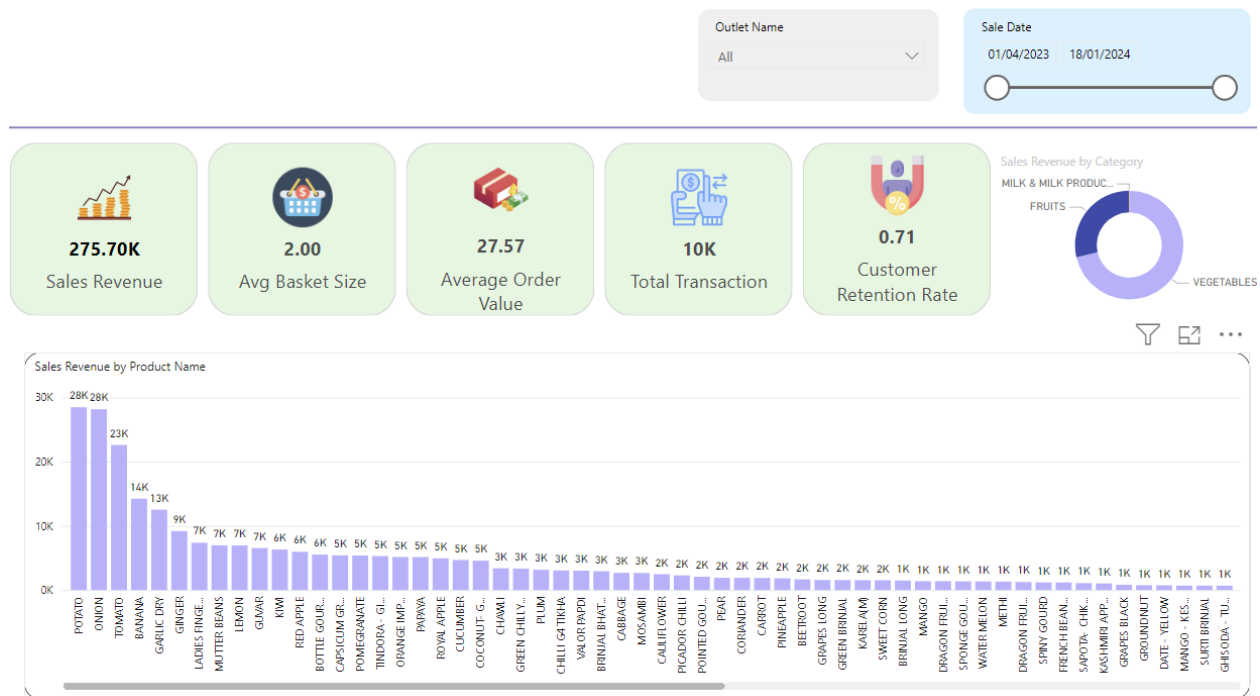 Outlet Name
All
Sale Date
01/04/2023 18/01/2024
275.70K
Sales Revenue
2.00
Avg Basket Size
27.57
Average Order
Value
10K
Total Transaction
0.71
Customer
Retention Rate
Sales Revenue by Category
MILK & MILK PRODUC...
FRUITS
VEGETABLES
Sales Revenue by Product Name
30K
20K
10K
0K
28K 28K 23K 14K 13K 9K 7K 7K 7K 7K 6K 6K 6K 5K 5K 5K 5K 5K 5K 5K 5K 3K 3K 3K 3K 3K 3K 3K 3K 2K 2K 2K 2K 2K 2K 2K 2K 2K 2K 2K 2K 1K 1K 1K 1K 1K 1K 1K 1K 1K 1K 1K 1K 1K 1K 1K 1K 1K
POTATO
ONION
TOMATO
BANANA
GARLIC DRY
GINGER
LADIES FINGE...
MUTTER BEANS
LEMON
GUVAR
KIWI
RED APPLE
BOTTLE GOUR...
CAPSICUM GR...
POMEGRANATE
TINDORA - GI...
ORANGE IMP...
PAPAYA
ROYAL APPLE
CUCUMBER
COCONUT- G...
CHAWLI
GREEN CHILLY...
PLUM
CHILLI G4 TIKHA
VALOR PAPDI
BRINJAL BHAT...
CABBAGE
MOSAMBI
CAULIFLOWER
PICADOR CHILLI
POINTED GOU...
PEAR
CORIANDER
CARROT
PINEAPPLE
BEETROOT
GRAPES LONG
GREEN BRINJAL
KARELA(M)
SWEET CORN
BRINJAL LONG
MANGO
DRAGON FRUI...
SPONGE GOU...
WATER MELON
METHI
DRAGON FRUI...
SPINY GOURD
FRENCH BEAN...
SAPOTA- CHIK...
KASHMIRI APP...
GRAPES BLACK
GROUNDNUT
DATE - YELLOW
MANGO - KES...
SURTI BRINJAL
GHISODA - TU...